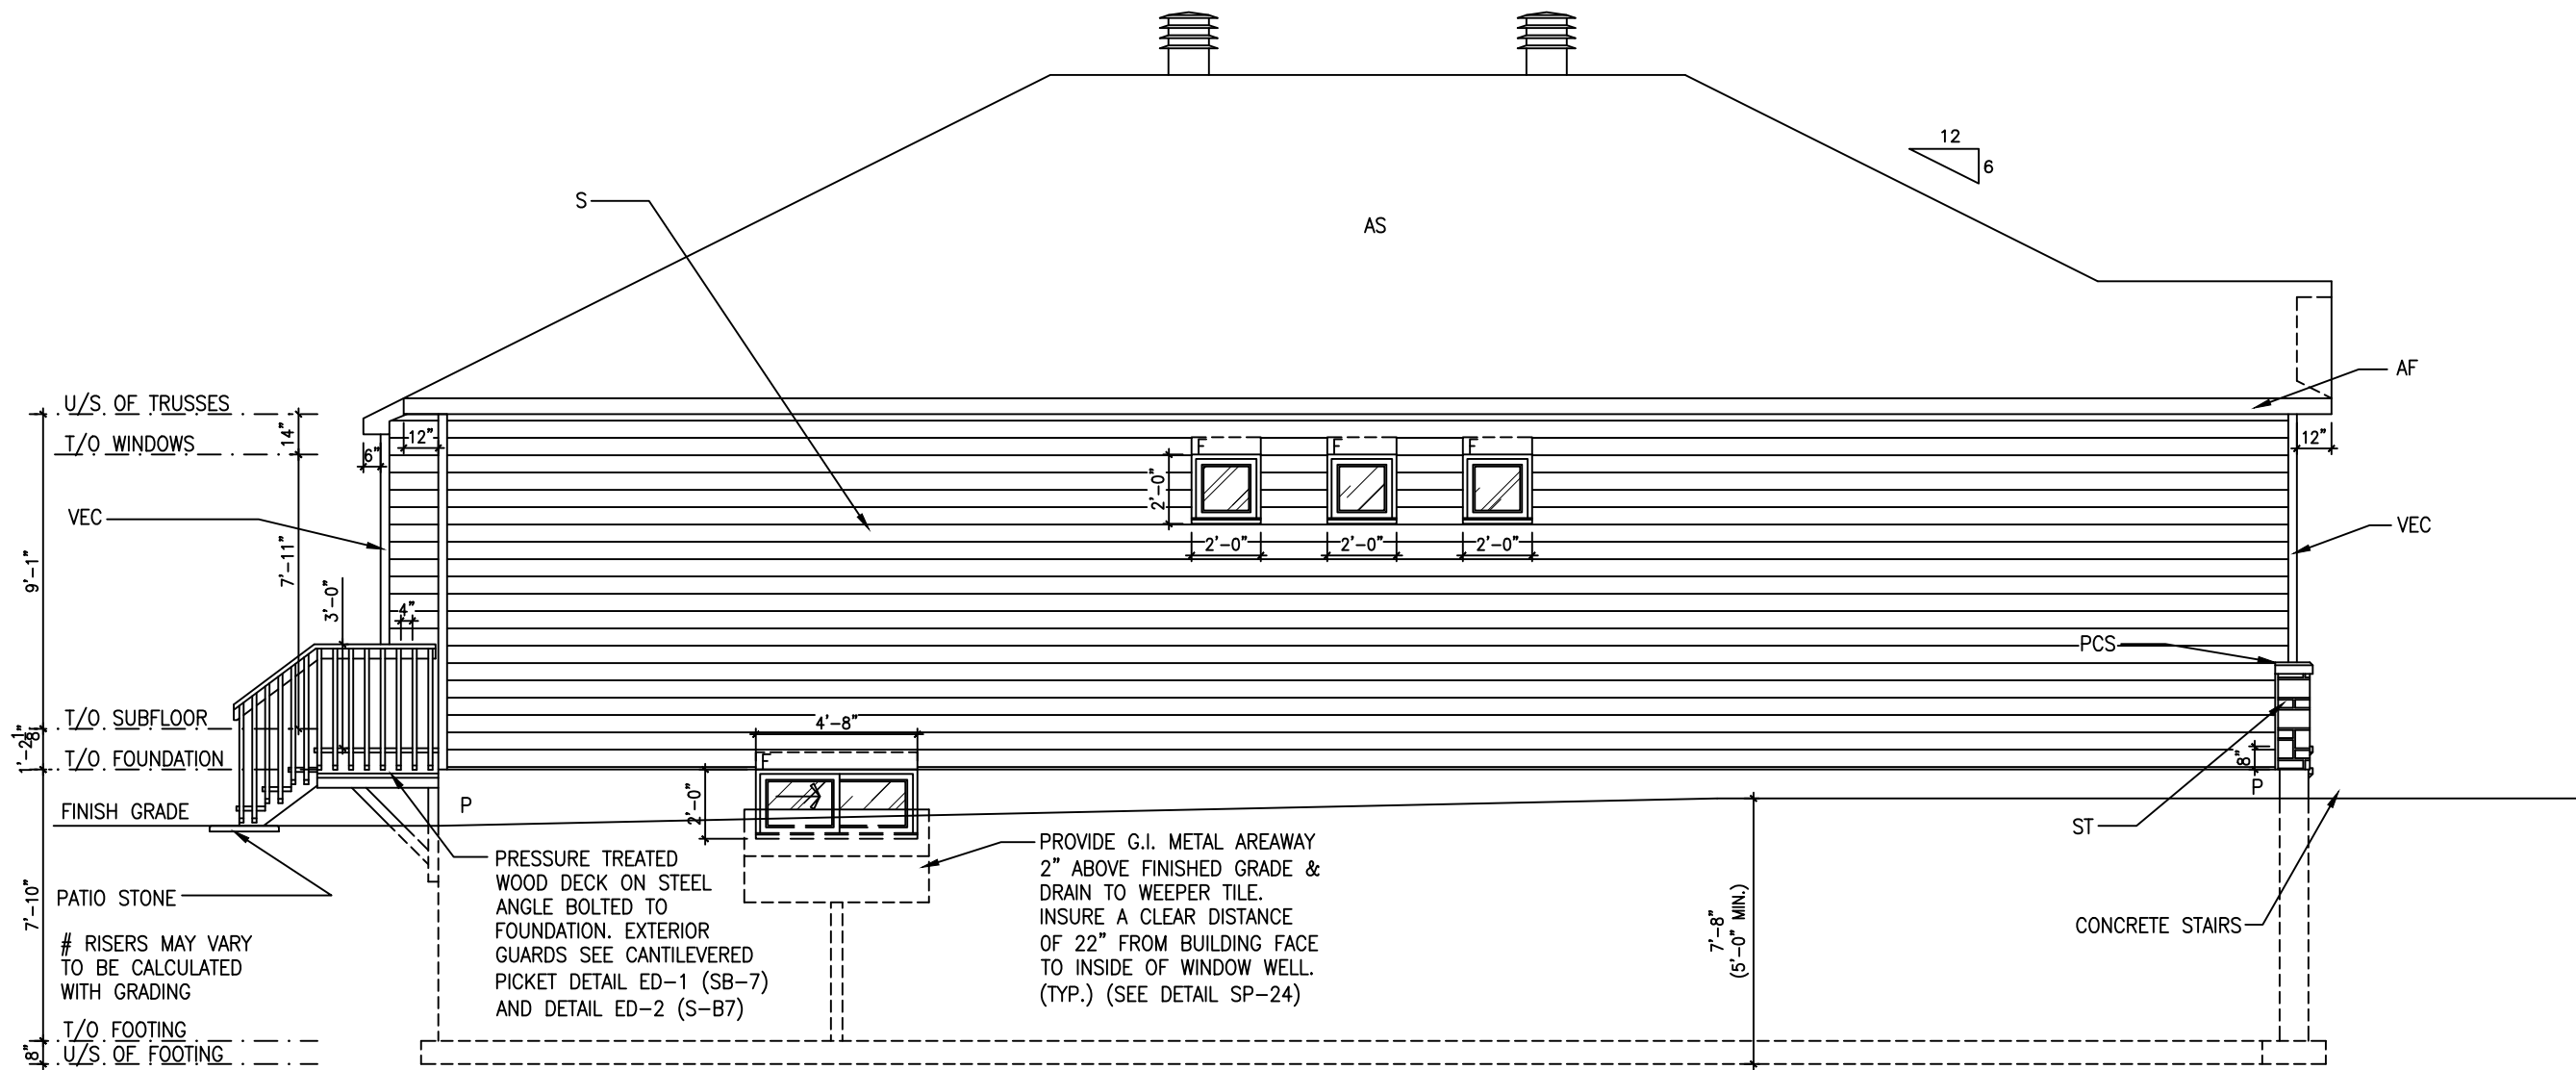 12
6
S
AS
AF
U/S OF TRUSSES
T/O WINDOWS
14"
6"
12"
12"
F
F
F
2'-0"
2'-0"
2'-0"
2'-0"
VEC
VEC
9'-1"
7'-11"
3'-0"
4"
PCS
T/O SUBFLOOR
T/O FOUNDATION
4'-8"
F
2'-0"
8"
P
P
FINISH GRADE
ST
PATIO STONE
7'-10"
# RISERS MAY VARY
TO BE CALCULATED
WITH GRADING
PRESSURE TREATED
WOOD DECK ON STEEL
ANGLE BOLTED TO
FOUNDATION. EXTERIOR
GUARDS SEE CANTILEVERED
PICKET DETAIL ED-1 (SB-7)
AND DETAIL ED-2 (S-B7)
PROVIDE G.I. METAL AREAWAY
2" ABOVE FINISHED GRADE &
DRAIN TO WEEPER TILE.
INSURE A CLEAR DISTANCE
OF 22" FROM BUILDING FACE
TO INSIDE OF WINDOW WELL.
(TYP.) (SEE DETAIL SP-24)
7'-8"
(5'-0" MIN.)
CONCRETE STAIRS
T/O FOOTING
U/S OF FOOTING
8"